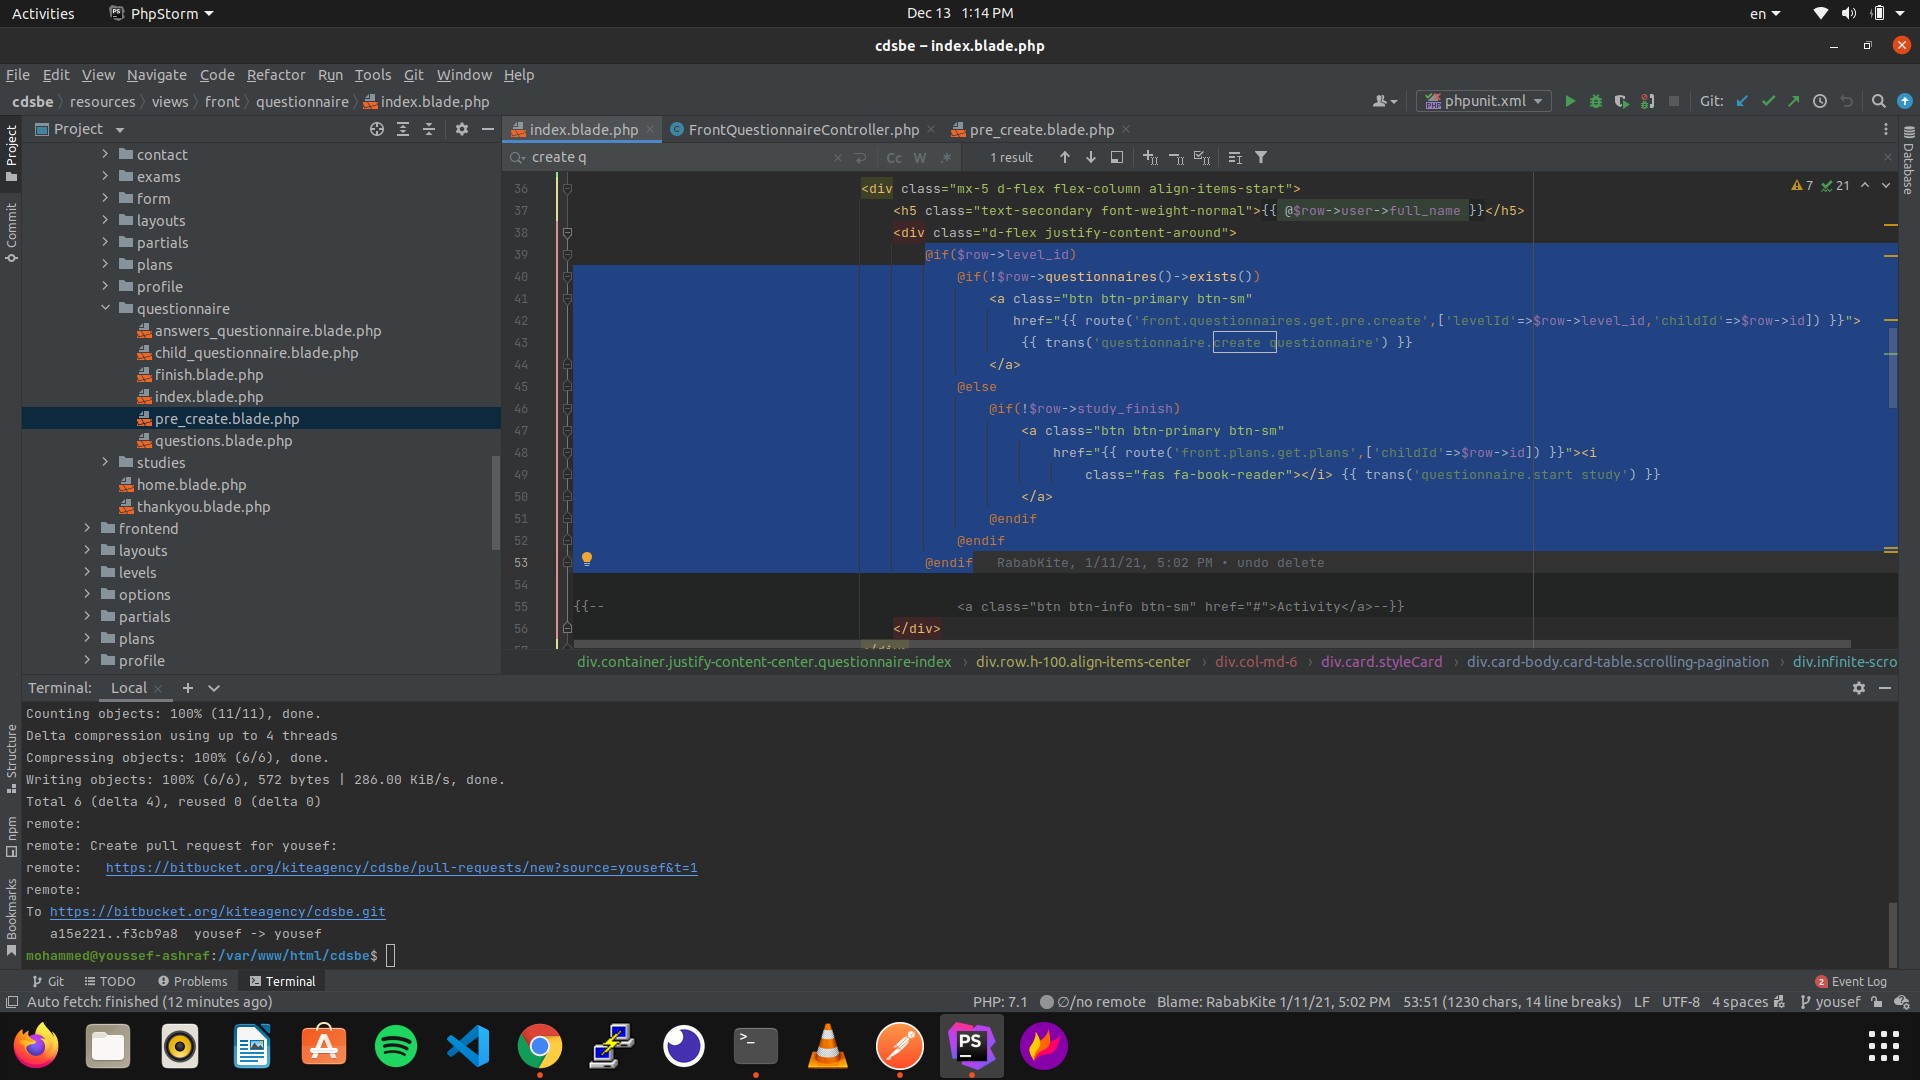 Activities
PhpStorm
Dec 13 1:14 PM
en
cdsbe – index.blade.php
File Edit View Navigate Code Refactor Run Tools Git Window Help
cdsbe resources views front questionnaire index.blade.php
phpunit.xml
Git:
Project
index.blade.php
FrontQuestionnaireController.php
pre_create.blade.php
create q
Cc W .*
1 result
contact
exams
form
layouts
partials
plans
profile
questionnaire
answers_questionnaire.blade.php
child_questionnaire.blade.php
finish.blade.php
index.blade.php
pre_create.blade.php
questions.blade.php
studies
home.blade.php
thankyou.blade.php
frontend
layouts
levels
options
partials
plans
profile
7 21
36 <div class="mx-5 d-flex flex-column align-items-start">
37 <h5 class="text-secondary font-weight-normal">{{ @$row->user->full_name }}</h5>
38 <div class="d-flex justify-content-around">
39 @if($row->level_id)
40 @if(!$row->questionnaires()->exists())
41 <a class="btn btn-primary btn-sm"
42 href="{{ route('front.questionnaires.get.pre.create',['levelId'=>$row->level_id,'childId'=>$row->id]) }}">
43 {{ trans('questionnaire.create questionnaire') }}
44 </a>
45 @else
46 @if(!$row->study_finish)
47 <a class="btn btn-primary btn-sm"
48 href="{{ route('front.plans.get.plans',['childId'=>$row->id]) }}"><i
49 class="fas fa-book-reader"></i> {{ trans('questionnaire.start study') }}
50 </a>
51 @endif
52 @endif
53 @endif RababKite, 1/11/21, 5:02 PM • undo delete
54
55 {{-- <a class="btn btn-info btn-sm" href="#">Activity</a>--}}
56 </div>
div.container.justify-content-center.questionnaire-index
div.row.h-100.align-items-center
div.col-md-6
div.card.styleCard
div.card-body.card-table.scrolling-pagination
div.infinite-scro
Project
Commit
Structure
npm
Bookmarks
Database
Terminal: Local
Counting objects: 100% (11/11), done.
Delta compression using up to 4 threads
Compressing objects: 100% (6/6), done.
Writing objects: 100% (6/6), 572 bytes | 286.00 KiB/s, done.
Total 6 (delta 4), reused 0 (delta 0)
remote:
remote: Create pull request for yousef:
remote: https://bitbucket.org/kiteagency/cdsbe/pull-requests/new?source=yousef&t=1
remote:
To https://bitbucket.org/kiteagency/cdsbe.git
a15e221..f3cb9a8 yousef -> yousef
mohammed@youssef-ashraf:/var/www/html/cdsbe$
Git TODO Problems Terminal
2 Event Log
Auto fetch: finished (12 minutes ago)
PHP: 7.1 ∅/no remote Blame: RababKite 1/11/21, 5:02 PM 53:51 (1230 chars, 14 line breaks) LF UTF-8 4 spaces yousef
PS